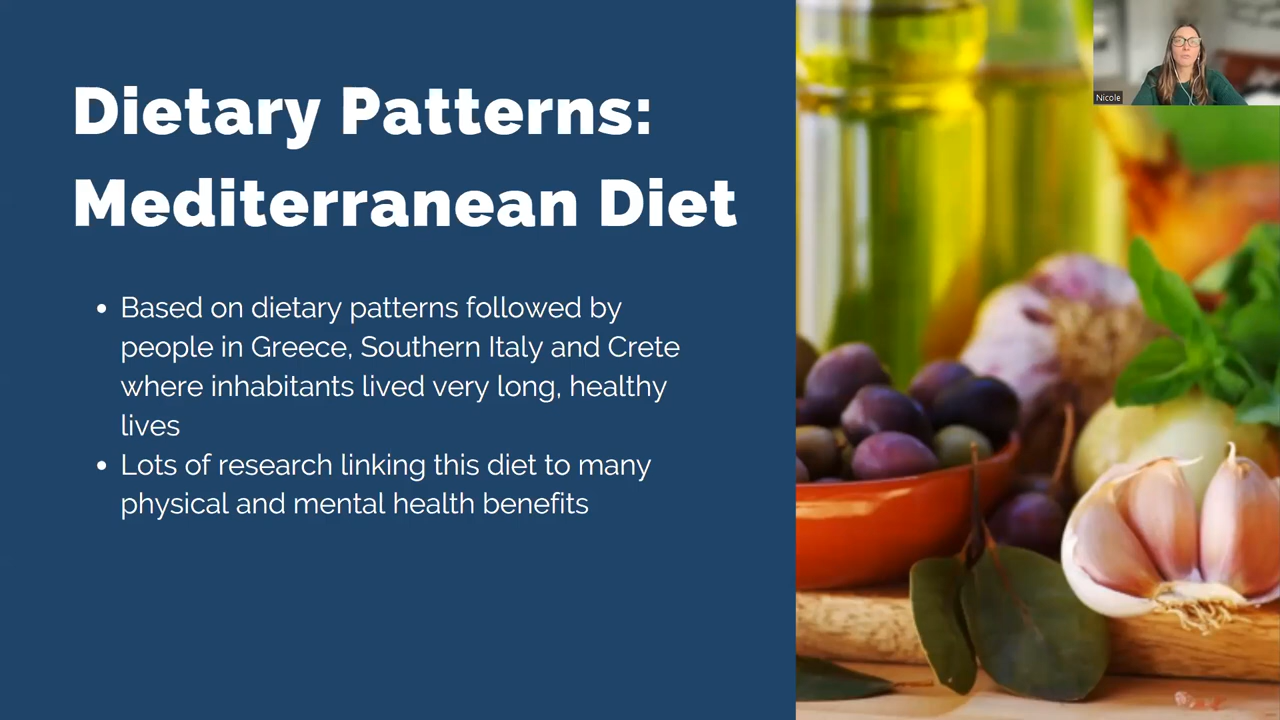 Dietary Patterns:
Mediterranean Diet
• Based on dietary patterns followed by
people in Greece, Southern Italy and Crete
where inhabitants lived very long, healthy
lives
• Lots of research linking this diet to many
physical and mental health benefits
Nicole